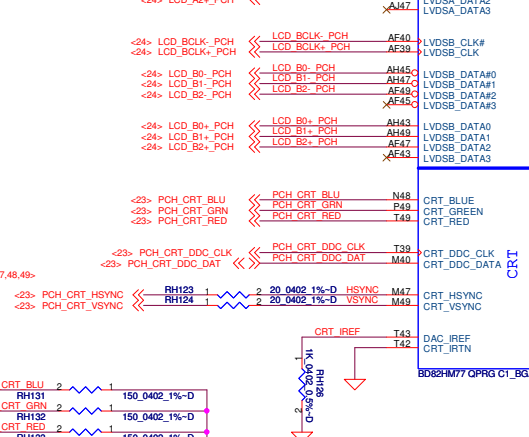 <24> LCD_A2+_PCH LVDSA_DATA2
AJ47 LVDSA_DATA3
<24> LCD_BCLK-_PCH LCD_BCLK-_PCH AF40 LVDSB_CLK#
<24> LCD_BCLK+_PCH LCD_BCLK+_PCH AF39 LVDSB_CLK
<24> LCD_B0-_PCH LCD_B0-_PCH AH45 LVDSB_DATA#0
<24> LCD_B1-_PCH LCD_B1-_PCH AH47 LVDSB_DATA#1
<24> LCD_B2-_PCH LCD_B2-_PCH AF49 LVDSB_DATA#2
AF45 LVDSB_DATA#3
<24> LCD_B0+_PCH LCD_B0+_PCH AH43 LVDSB_DATA0
<24> LCD_B1+_PCH LCD_B1+_PCH AH49 LVDSB_DATA1
<24> LCD_B2+_PCH LCD_B2+_PCH AF47 LVDSB_DATA2
AF43 LVDSB_DATA3
<23> PCH_CRT_BLU PCH_CRT_BLU N48 CRT_BLUE
<23> PCH_CRT_GRN PCH_CRT_GRN P49 CRT_GREEN
<23> PCH_CRT_RED PCH_CRT_RED T49 CRT_RED
<23> PCH_CRT_DDC_CLK PCH_CRT_DDC_CLK T39 CRT_DDC_CLK
<23> PCH_CRT_DDC_DAT PCH_CRT_DDC_DAT M40 CRT_DDC_DATA
CRT
7,48,49>
<23> PCH_CRT_HSYNC RH123 1 2 20_0402_1%~D HSYNC M47 CRT_HSYNC
<23> PCH_CRT_VSYNC RH124 1 2 20_0402_1%~D VSYNC M49 CRT_VSYNC
CRT_IREF T43 DAC_IREF
T42 CRT_IRTN
1 2 1K_0402_0.5%~D RH126
BD82HM77 QPRG C1_BG
CRT_BLU 2 1
RH131 150_0402_1%~D
CRT_GRN 2 1
RH132 150_0402_1%~D
CRT_RED 2 1